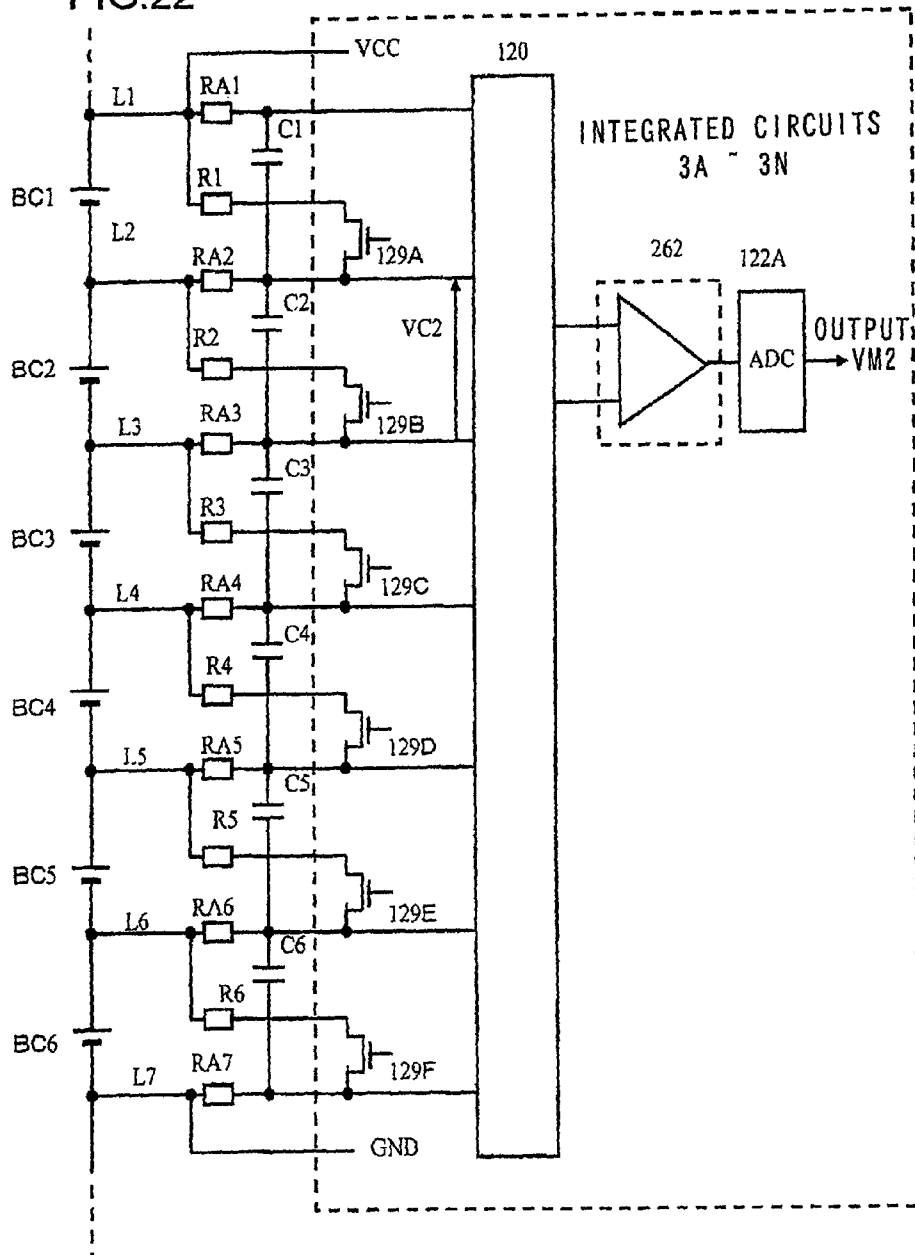 FIG.22
VCC
120
L1
RA1
C1
INTEGRATED CIRCUITS
3A ~ 3N
BC1
R1
L2
RA2
129A
262
122A
C2
VC2
OUTPUT
VM2
ADC
R2
BC2
L3
RA3
129B
C3
R3
BC3
L4
RA4
129C
C4
R4
BC4
L5
RA5
129D
C5
R5
BC5
L6
RA6
129E
C6
R6
BC6
L7
RA7
129F
GND